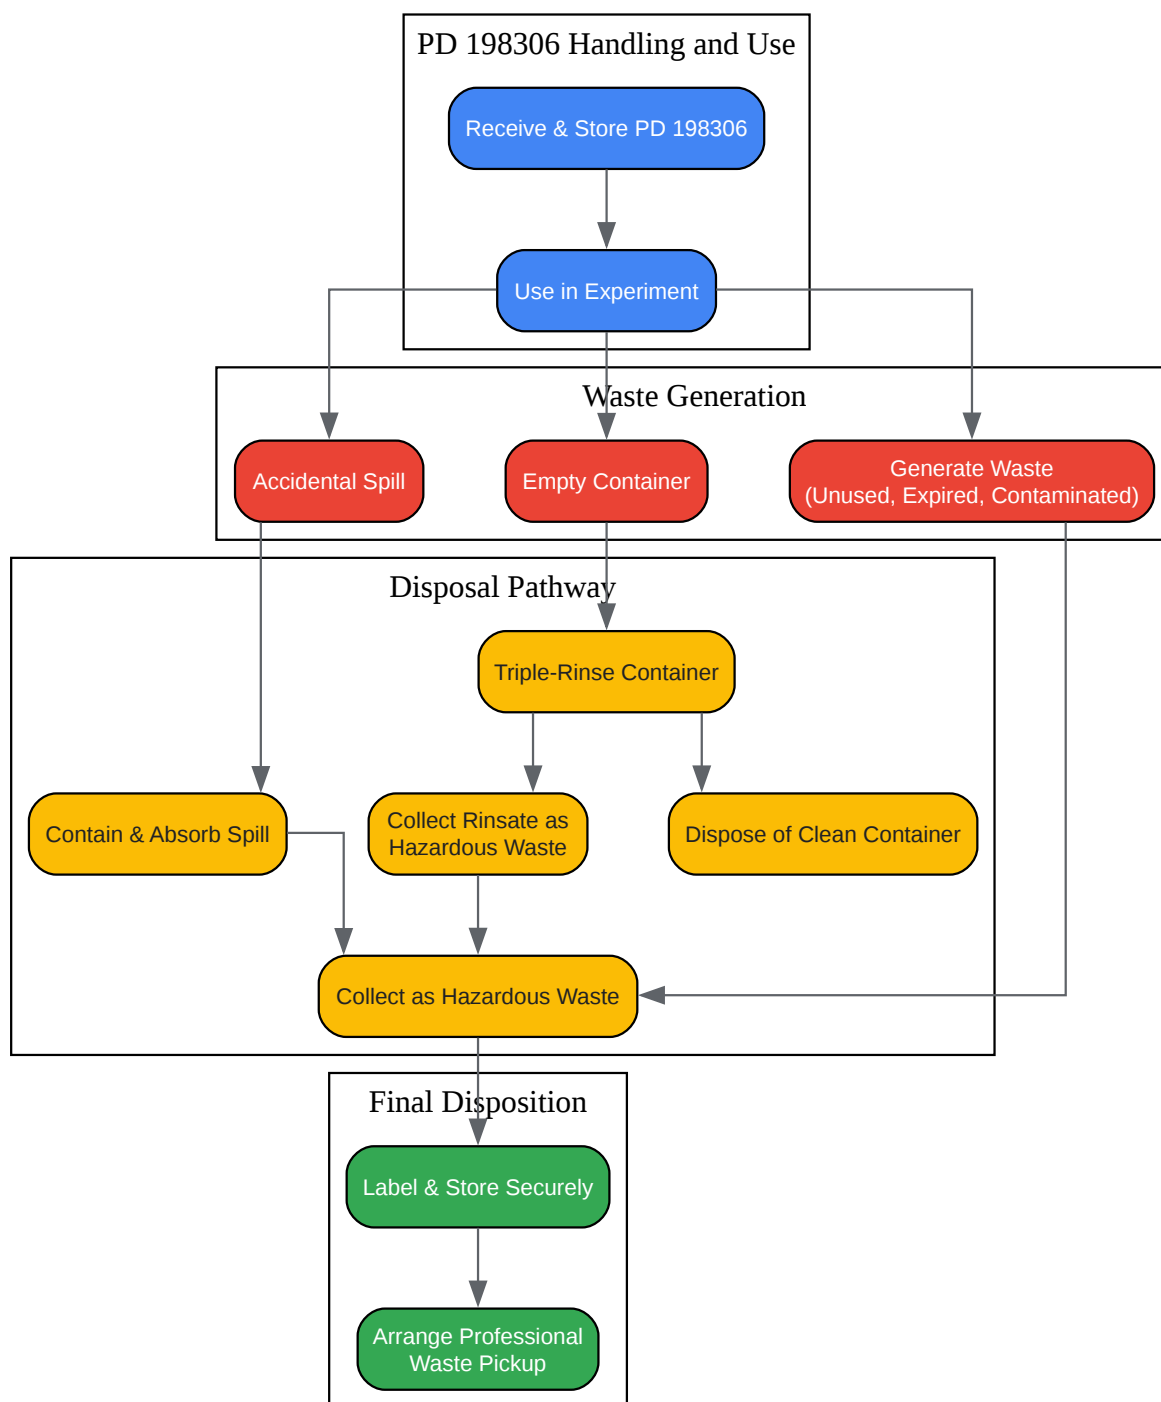 PD 198306 Handling and Use
Receive & Store PD 198306
Use in Experiment
Waste Generation
Accidental Spill
Empty Container
Generate Waste
(Unused, Expired, Contaminated)
Disposal Pathway
Triple-Rinse Container
Contain & Absorb Spill
Collect Rinsate as
Hazardous Waste
Dispose of Clean Container
Collect as Hazardous Waste
Final Disposition
Label & Store Securely
Arrange Professional
Waste Pickup